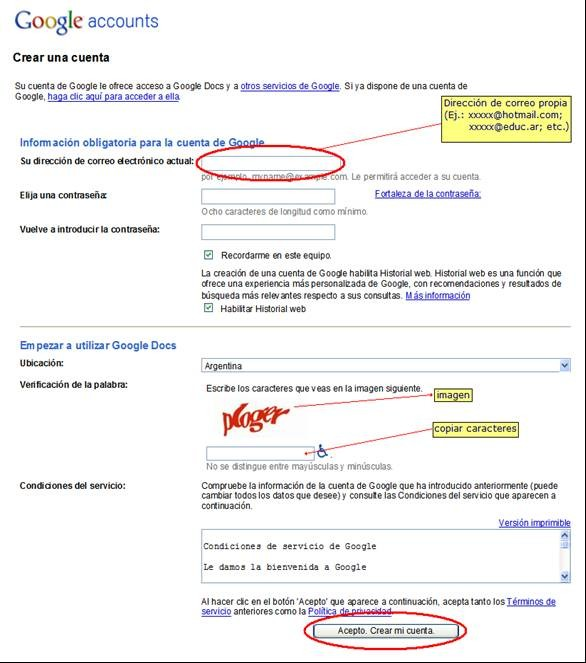 Google accounts
Crear una cuenta
Su cuenta de Google le ofrece acceso a Google Docs y a otros servicios de Google. Si ya dispone de una cuenta de
Google, haga clic aquí para acceder a ella.
Dirección de correo propia
(Ej.: xxxxx@hotmail.com;
xxxxx@educ.ar; etc.)
Información obligatoria para la cuenta de Google
Su dirección de correo electrónico actual:
por ejemplo, myname@example.com. Le permitirá acceder a su cuenta.
Elija una contraseña:
Fortaleza de la contraseña:
Ocho caracteres de longitud como mínimo.
Vuelve a introducir la contraseña:
Recordarme en este equipo.
La creación de una cuenta de Google habilita Historial web. Historial web es una función que
ofrece una experiencia más personalizada de Google, con recomendaciones y resultados de
búsqueda más relevantes respecto a sus consultas. Más información
Habilitar Historial web
Empezar a utilizar Google Docs
Ubicación:
Argentina
Verificación de la palabra:
Escribe los caracteres que veas en la imagen siguiente.
imagen
ploger
copiar caracteres
No se distingue entre mayúsculas y minúsculas.
Condiciones del servicio:
Compruebe la información de la cuenta de Google que ha introducido anteriormente (puede
cambiar todos los datos que desee) y consulte las Condiciones del servicio que aparecen a
continuación.
Versión imprimible
Condiciones de servicio de Google
Le damos la bienvenida a Google
Al hacer clic en el botón 'Acepto' que aparece a continuación, acepta tanto los Términos de
servicio anteriores como la Política de privacidad.
Acepto. Crear mi cuenta.